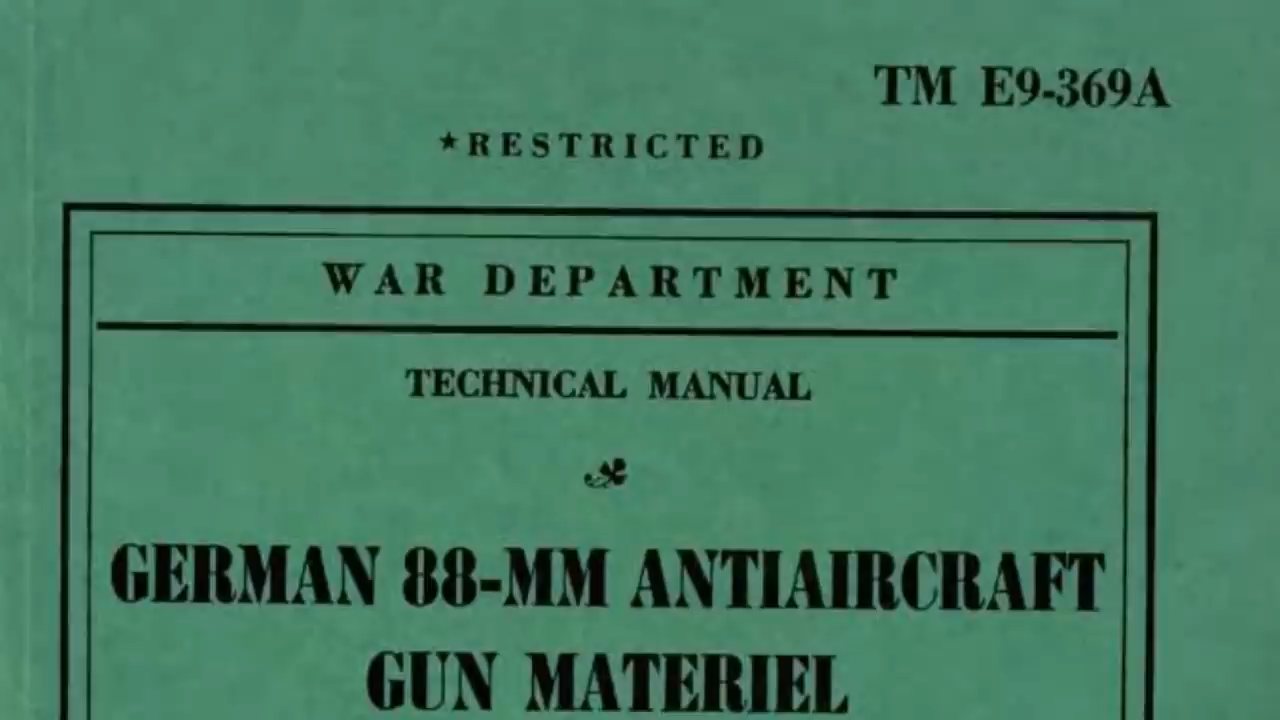 TM E9-369A
★RESTRICTED
WAR DEPARTMENT
TECHNICAL MANUAL
GERMAN 88-MM ANTIAIRCRAFT
GUN MATERIEL